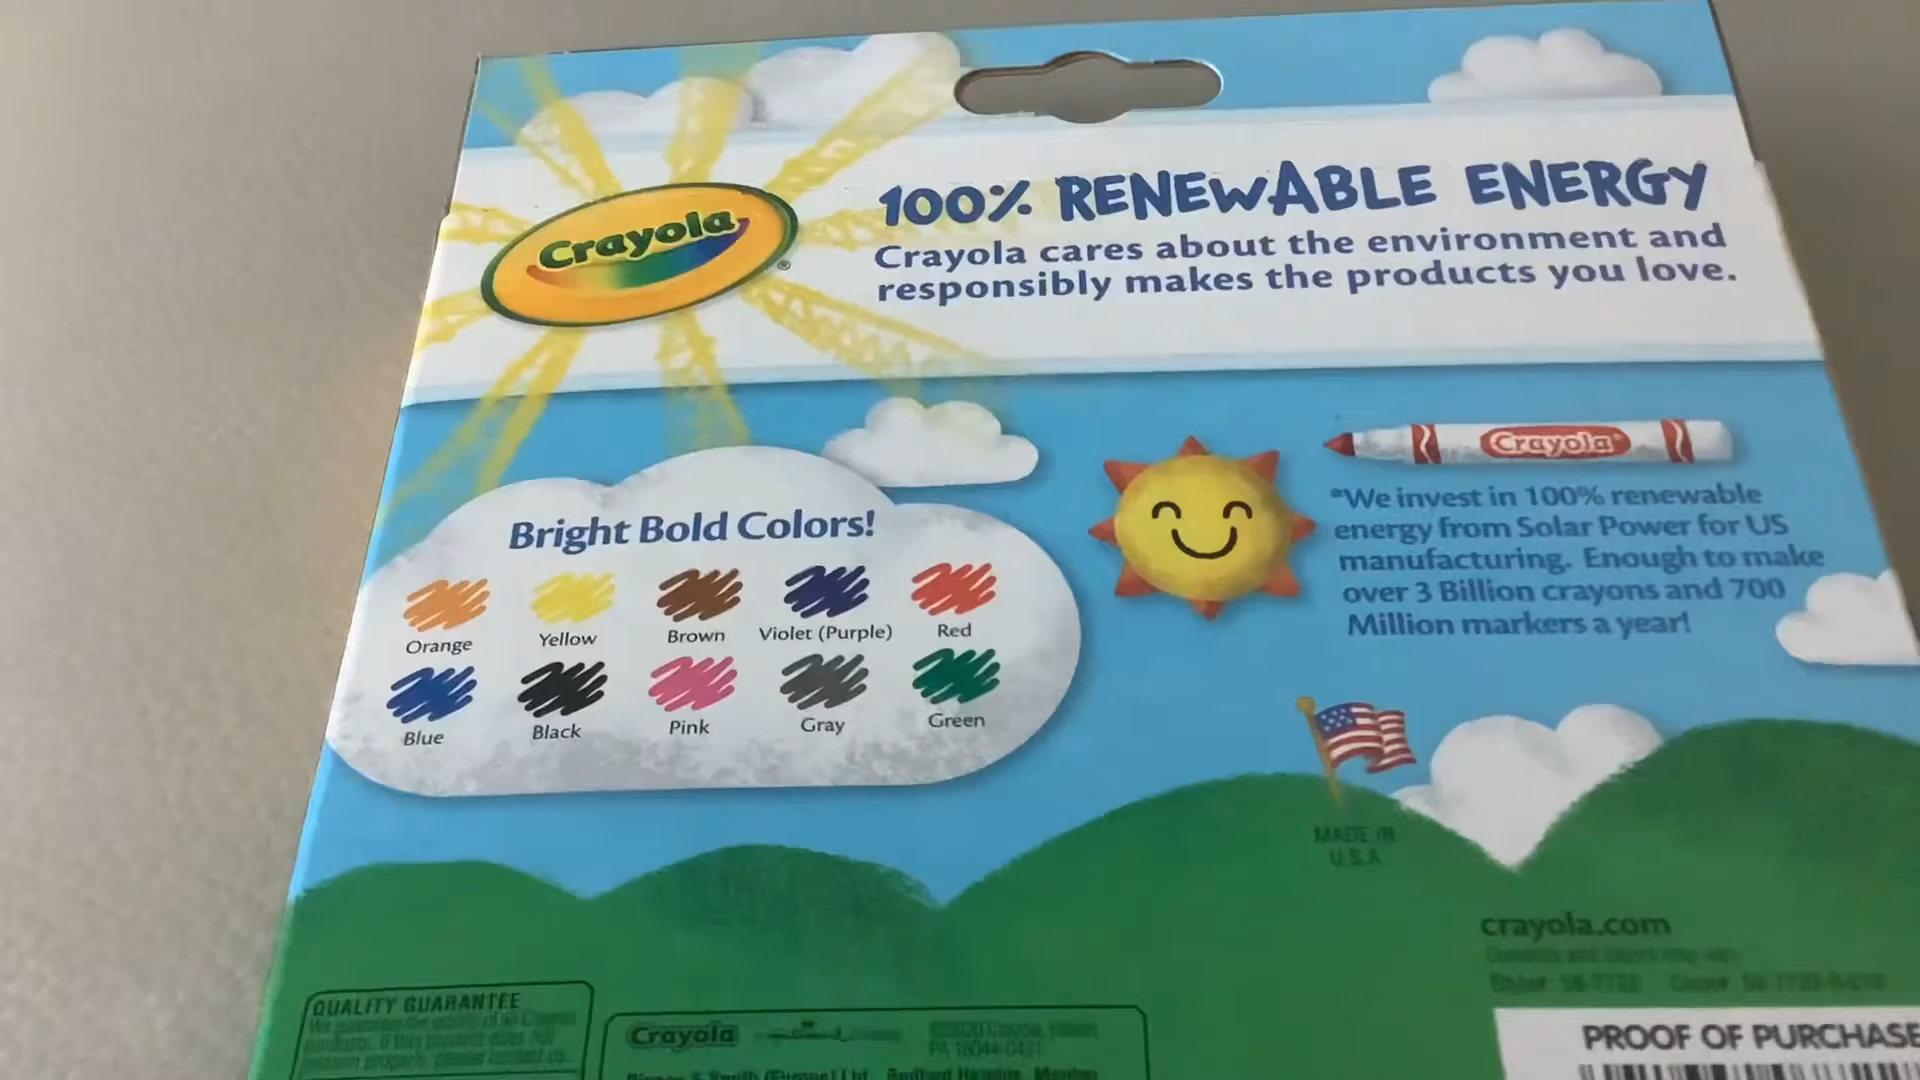 Crayola
100% RENEWABLE ENERGY
Crayola cares about the environment and
responsibly makes the products you love.
Bright Bold Colors!
Orange
Yellow
Brown
Violet (Purple)
Red
Blue
Black
Pink
Gray
Green
Crayola
*We invest in 100% renewable
energy from Solar Power for US
manufacturing. Enough to make
over 3 Billion crayons and 700
Million markers a year!
MADE IN
U.S.A
crayola.com
QUALITY GUARANTEE
Crayola
PROOF OF PURCHASE